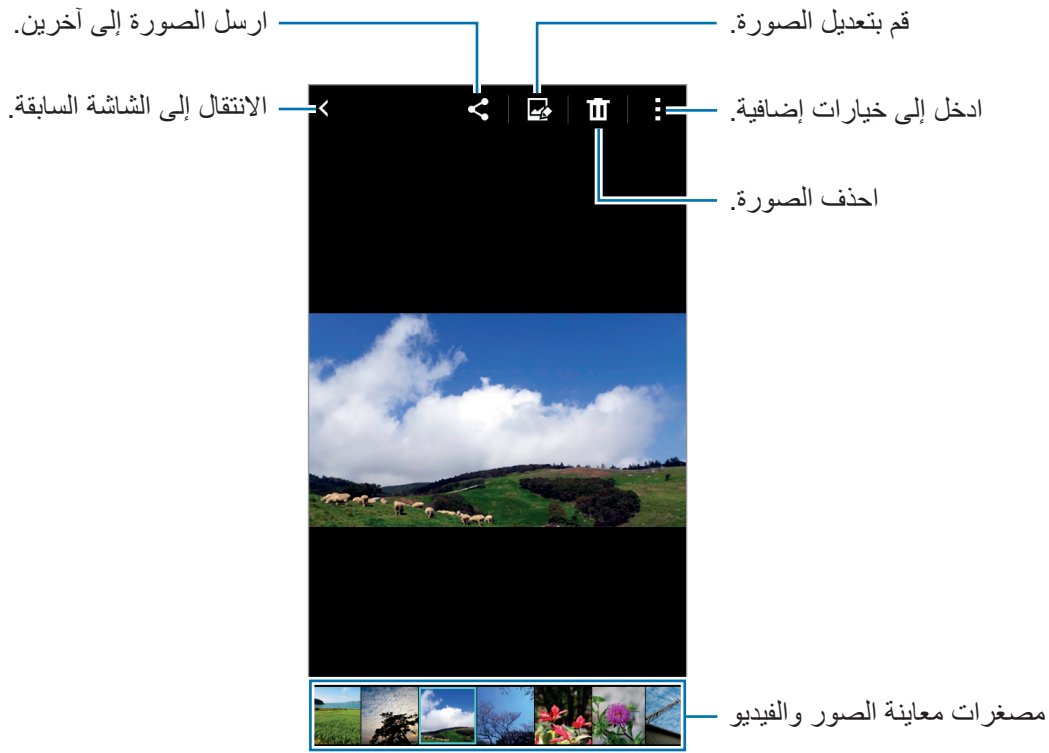 ارسل الصورة إلى آخرين.
قم بتعديل الصورة.
الانتقال إلى الشاشة السابقة.
ادخل إلى خيارات إضافية.
احذف الصورة.
مصغرات معاينة الصور والفيديو